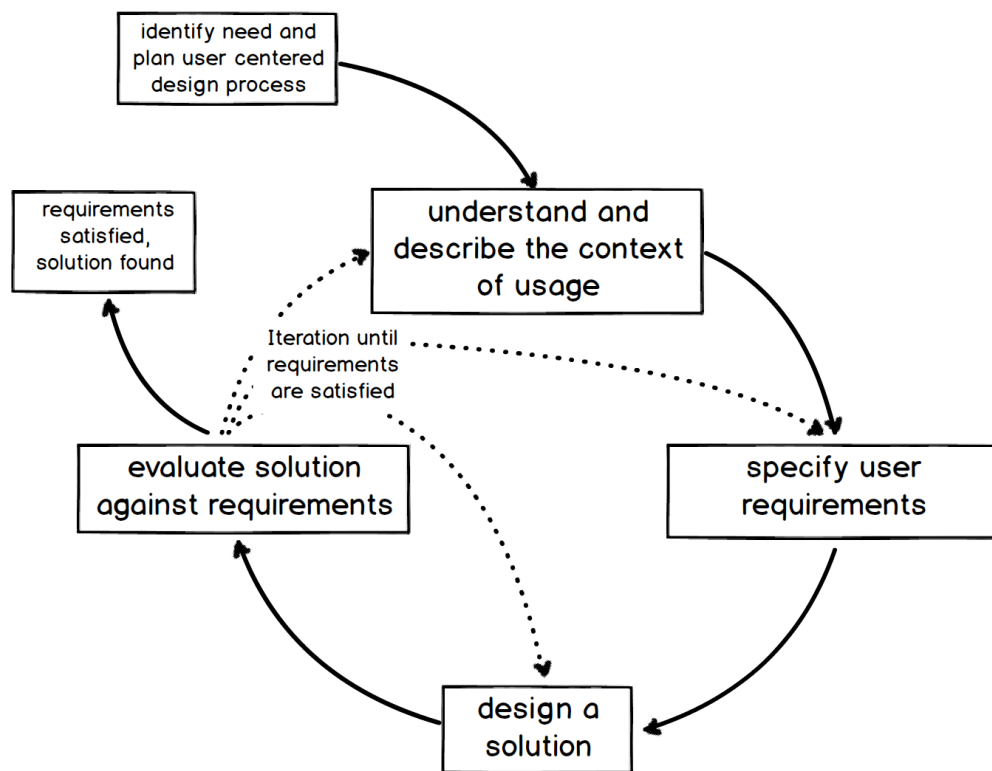 identify need and
plan user centered
design process
requirements
satisfied,
solution found
understand and
describe the context
of usage
Iteration until
requirements
are satisfied
evaluate solution
against requirements
specify user
requirements
design a
solution